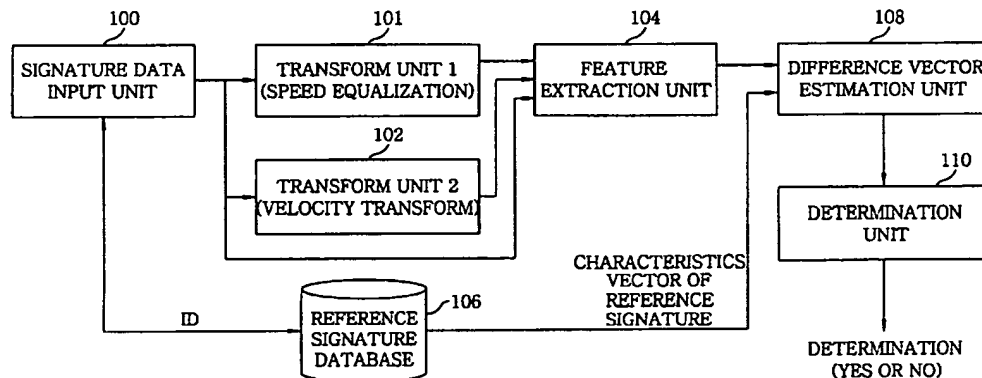 100
SIGNATURE DATA
INPUT UNIT
101
TRANSFORM UNIT 1
(SPEED EQUALIZATION)
102
TRANSFORM UNIT 2
(VELOCITY TRANSFORM)
104
FEATURE
EXTRACTION UNIT
108
DIFFERENCE VECTOR
ESTIMATION UNIT
110
DETERMINATION
UNIT
CHARACTERISTICS
VECTOR OF
REFERENCE
SIGNATURE
ID
106
REFERENCE
SIGNATURE
DATABASE
DETERMINATION
(YES OR NO)